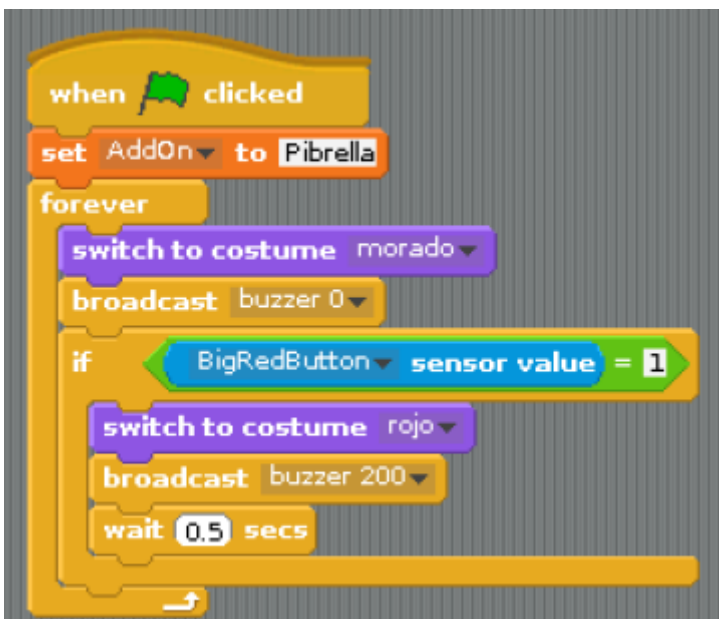 when clicked
set AddOn to Pibrella
forever
switch to costume morado
broadcast buzzer 0
if BigRedButton sensor value = 1
switch to costume rojo
broadcast buzzer 200
wait 0.5 secs